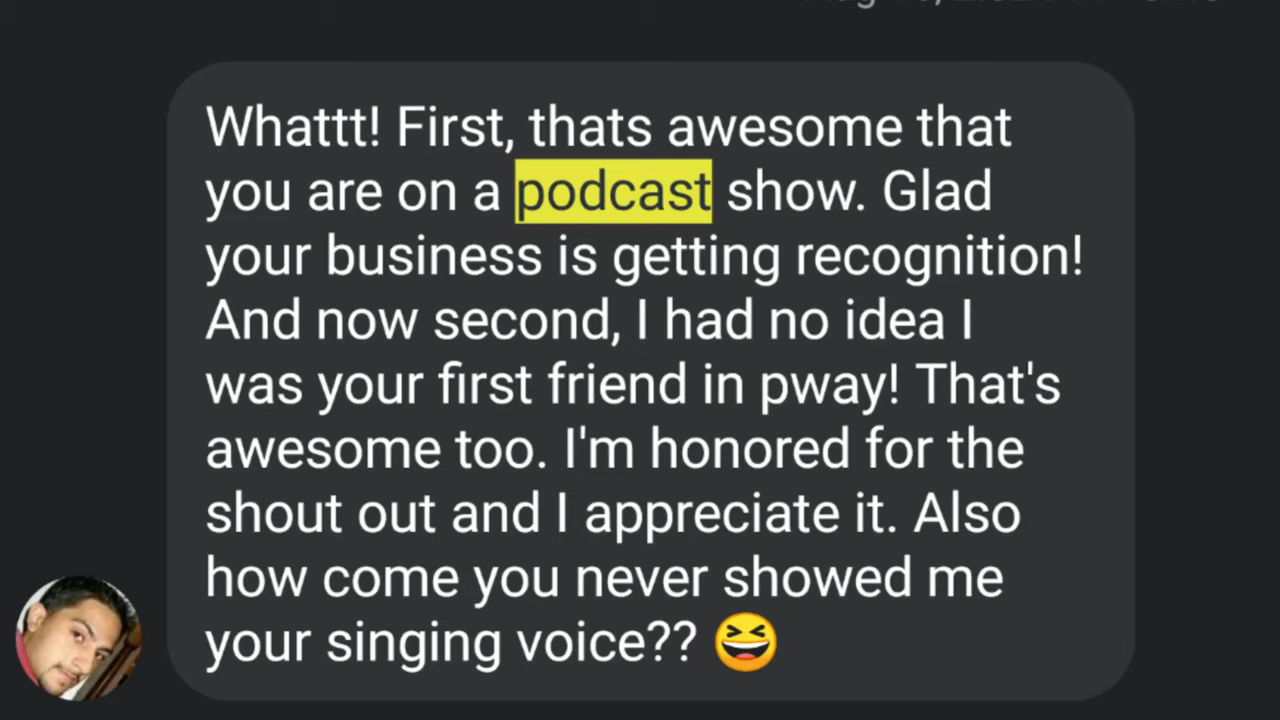 Whattt! First, thats awesome that
you are on a podcast show. Glad
your business is getting recognition!
And now second, I had no idea I
was your first friend in pway! That's
awesome too. I'm honored for the
shout out and I appreciate it. Also
how come you never showed me
your singing voice?? 😆